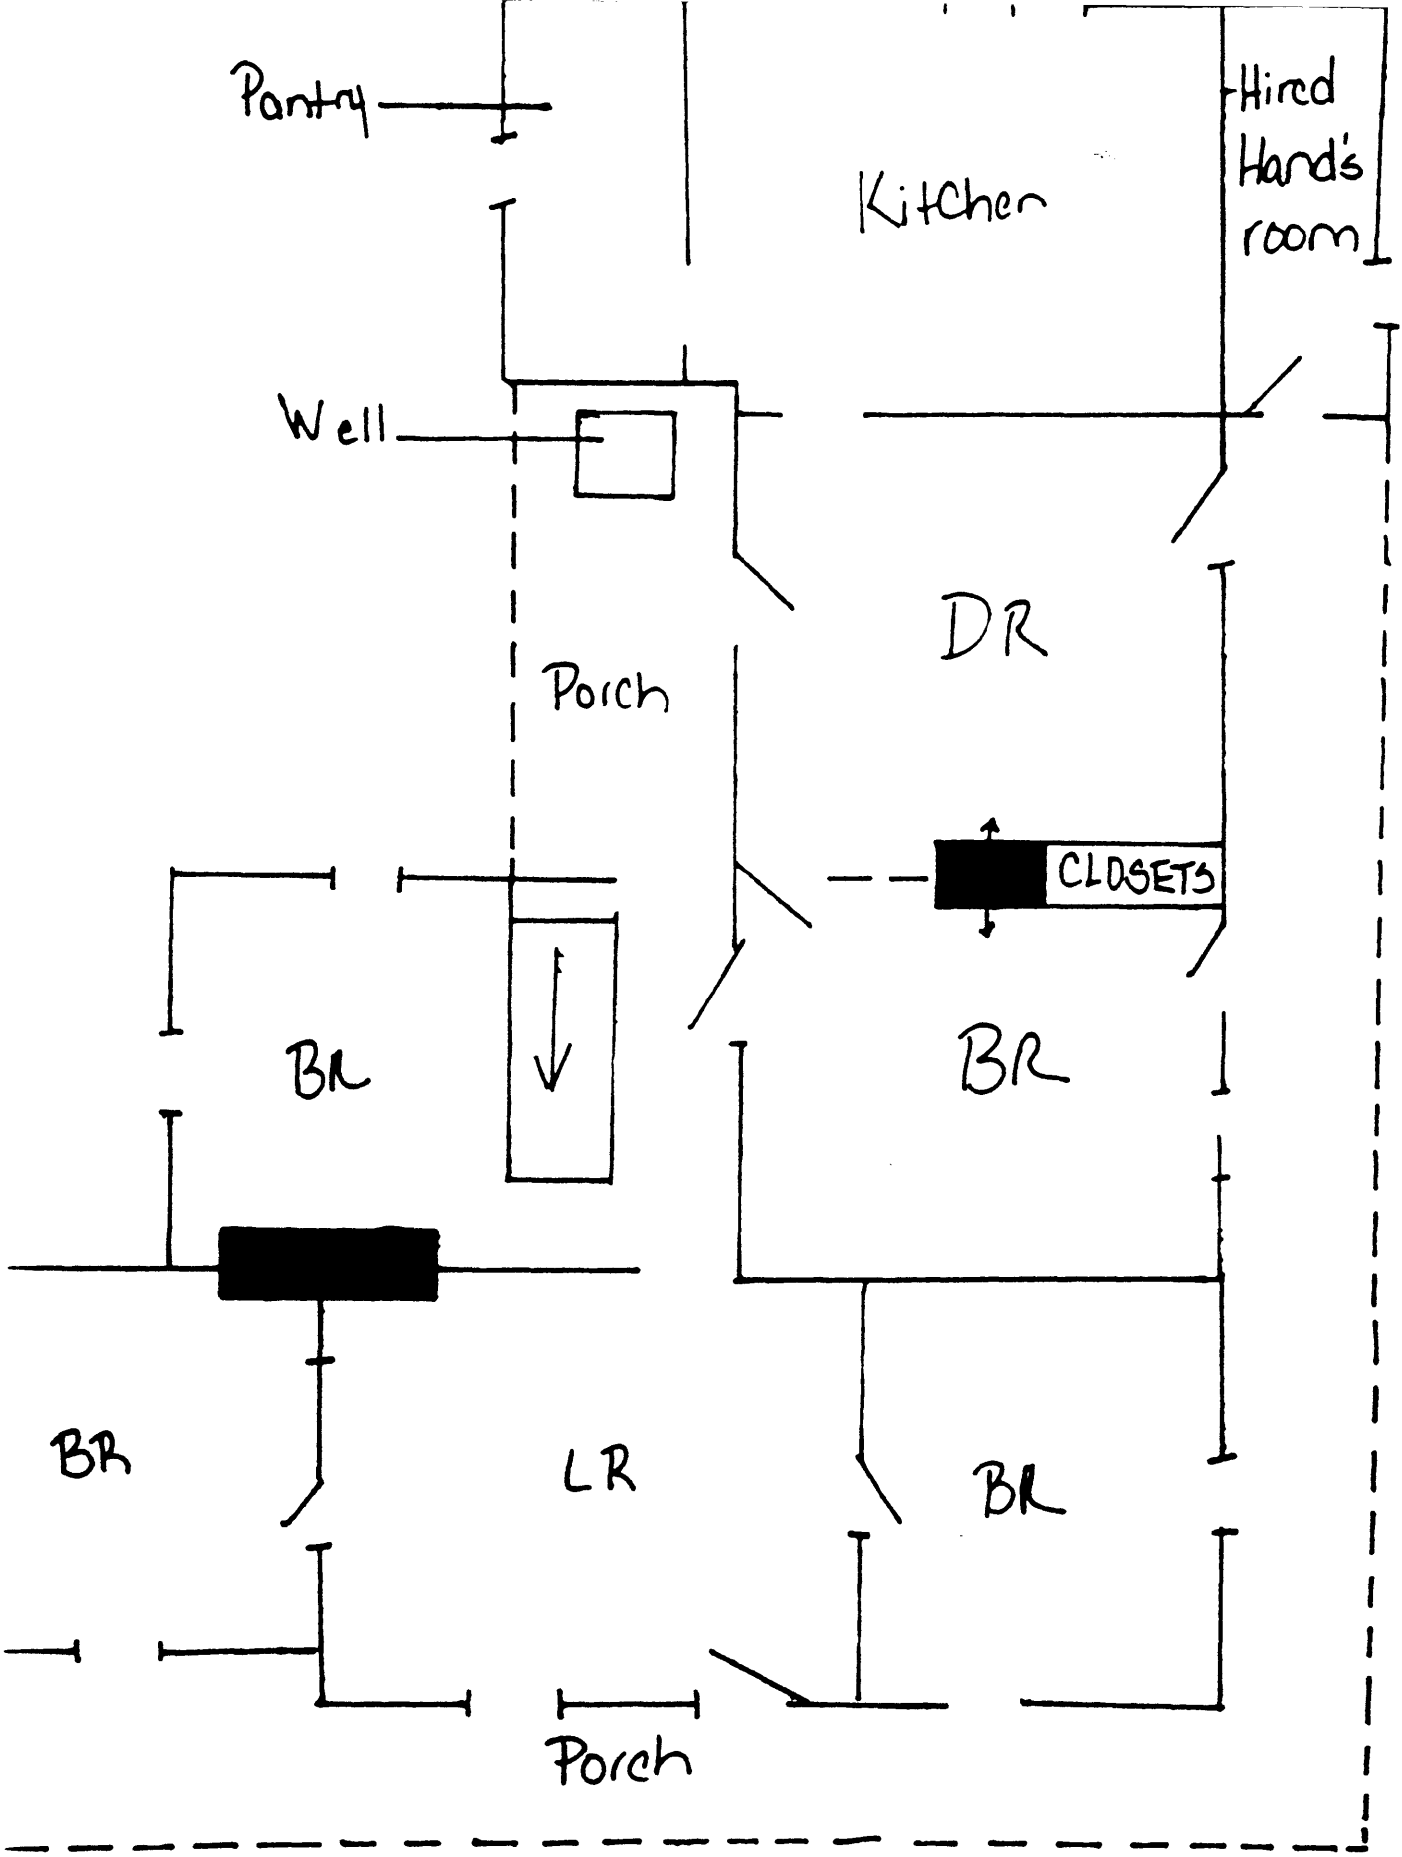 Pantry
Hired
Hand's
room
Kitchen
Well
DR
Porch
CLOSETS
BR
BR
BR
LR
BR
Porch